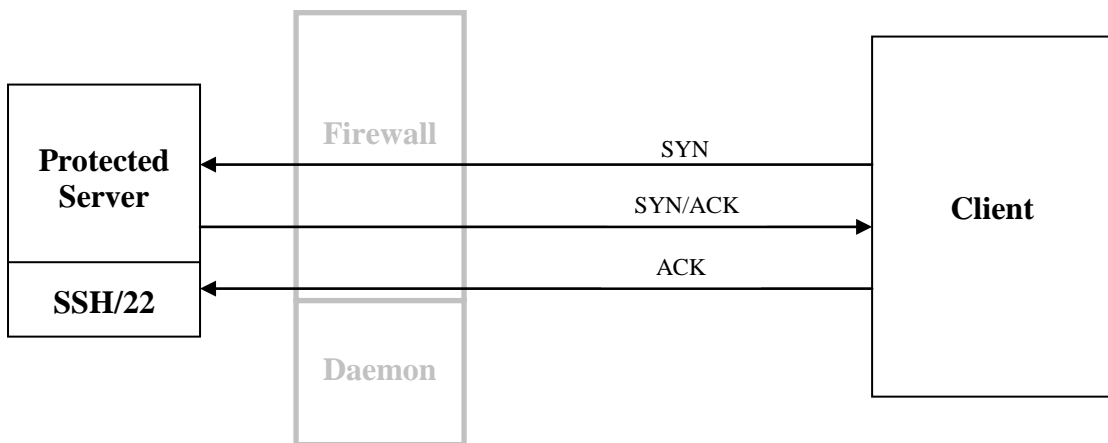 Firewall
SYN
Protected
Server
SYN/ACK
Client
ACK
SSH/22
Daemon